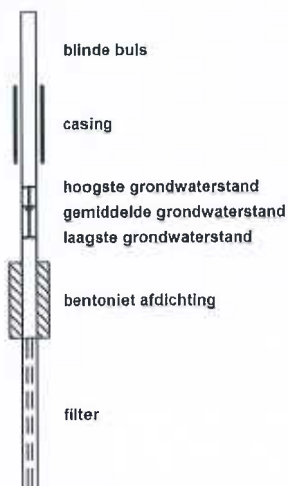 blinde buis
casing
hoogste grondwaterstand
gemiddelde grondwaterstand
laagste grondwaterstand
bentoniet afdichting
filter